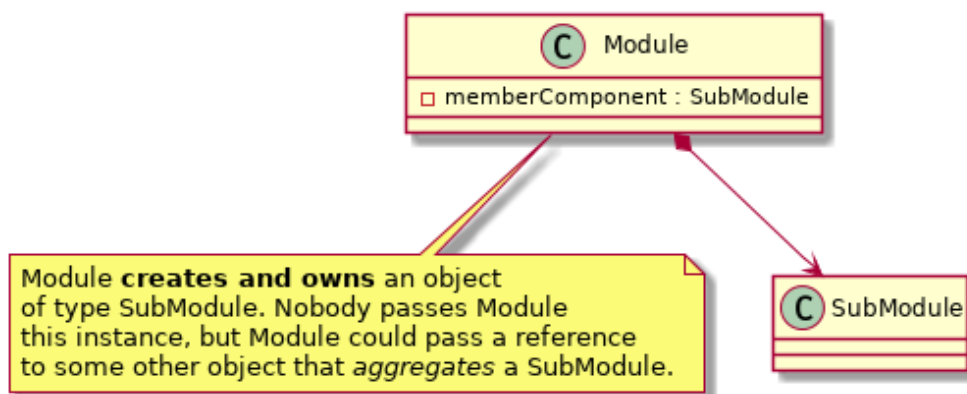 C Module
memberComponent : SubModule
Module creates and owns an object
of type SubModule. Nobody passes Module
this instance, but Module could pass a reference
to some other object that aggregates a SubModule.
C SubModule